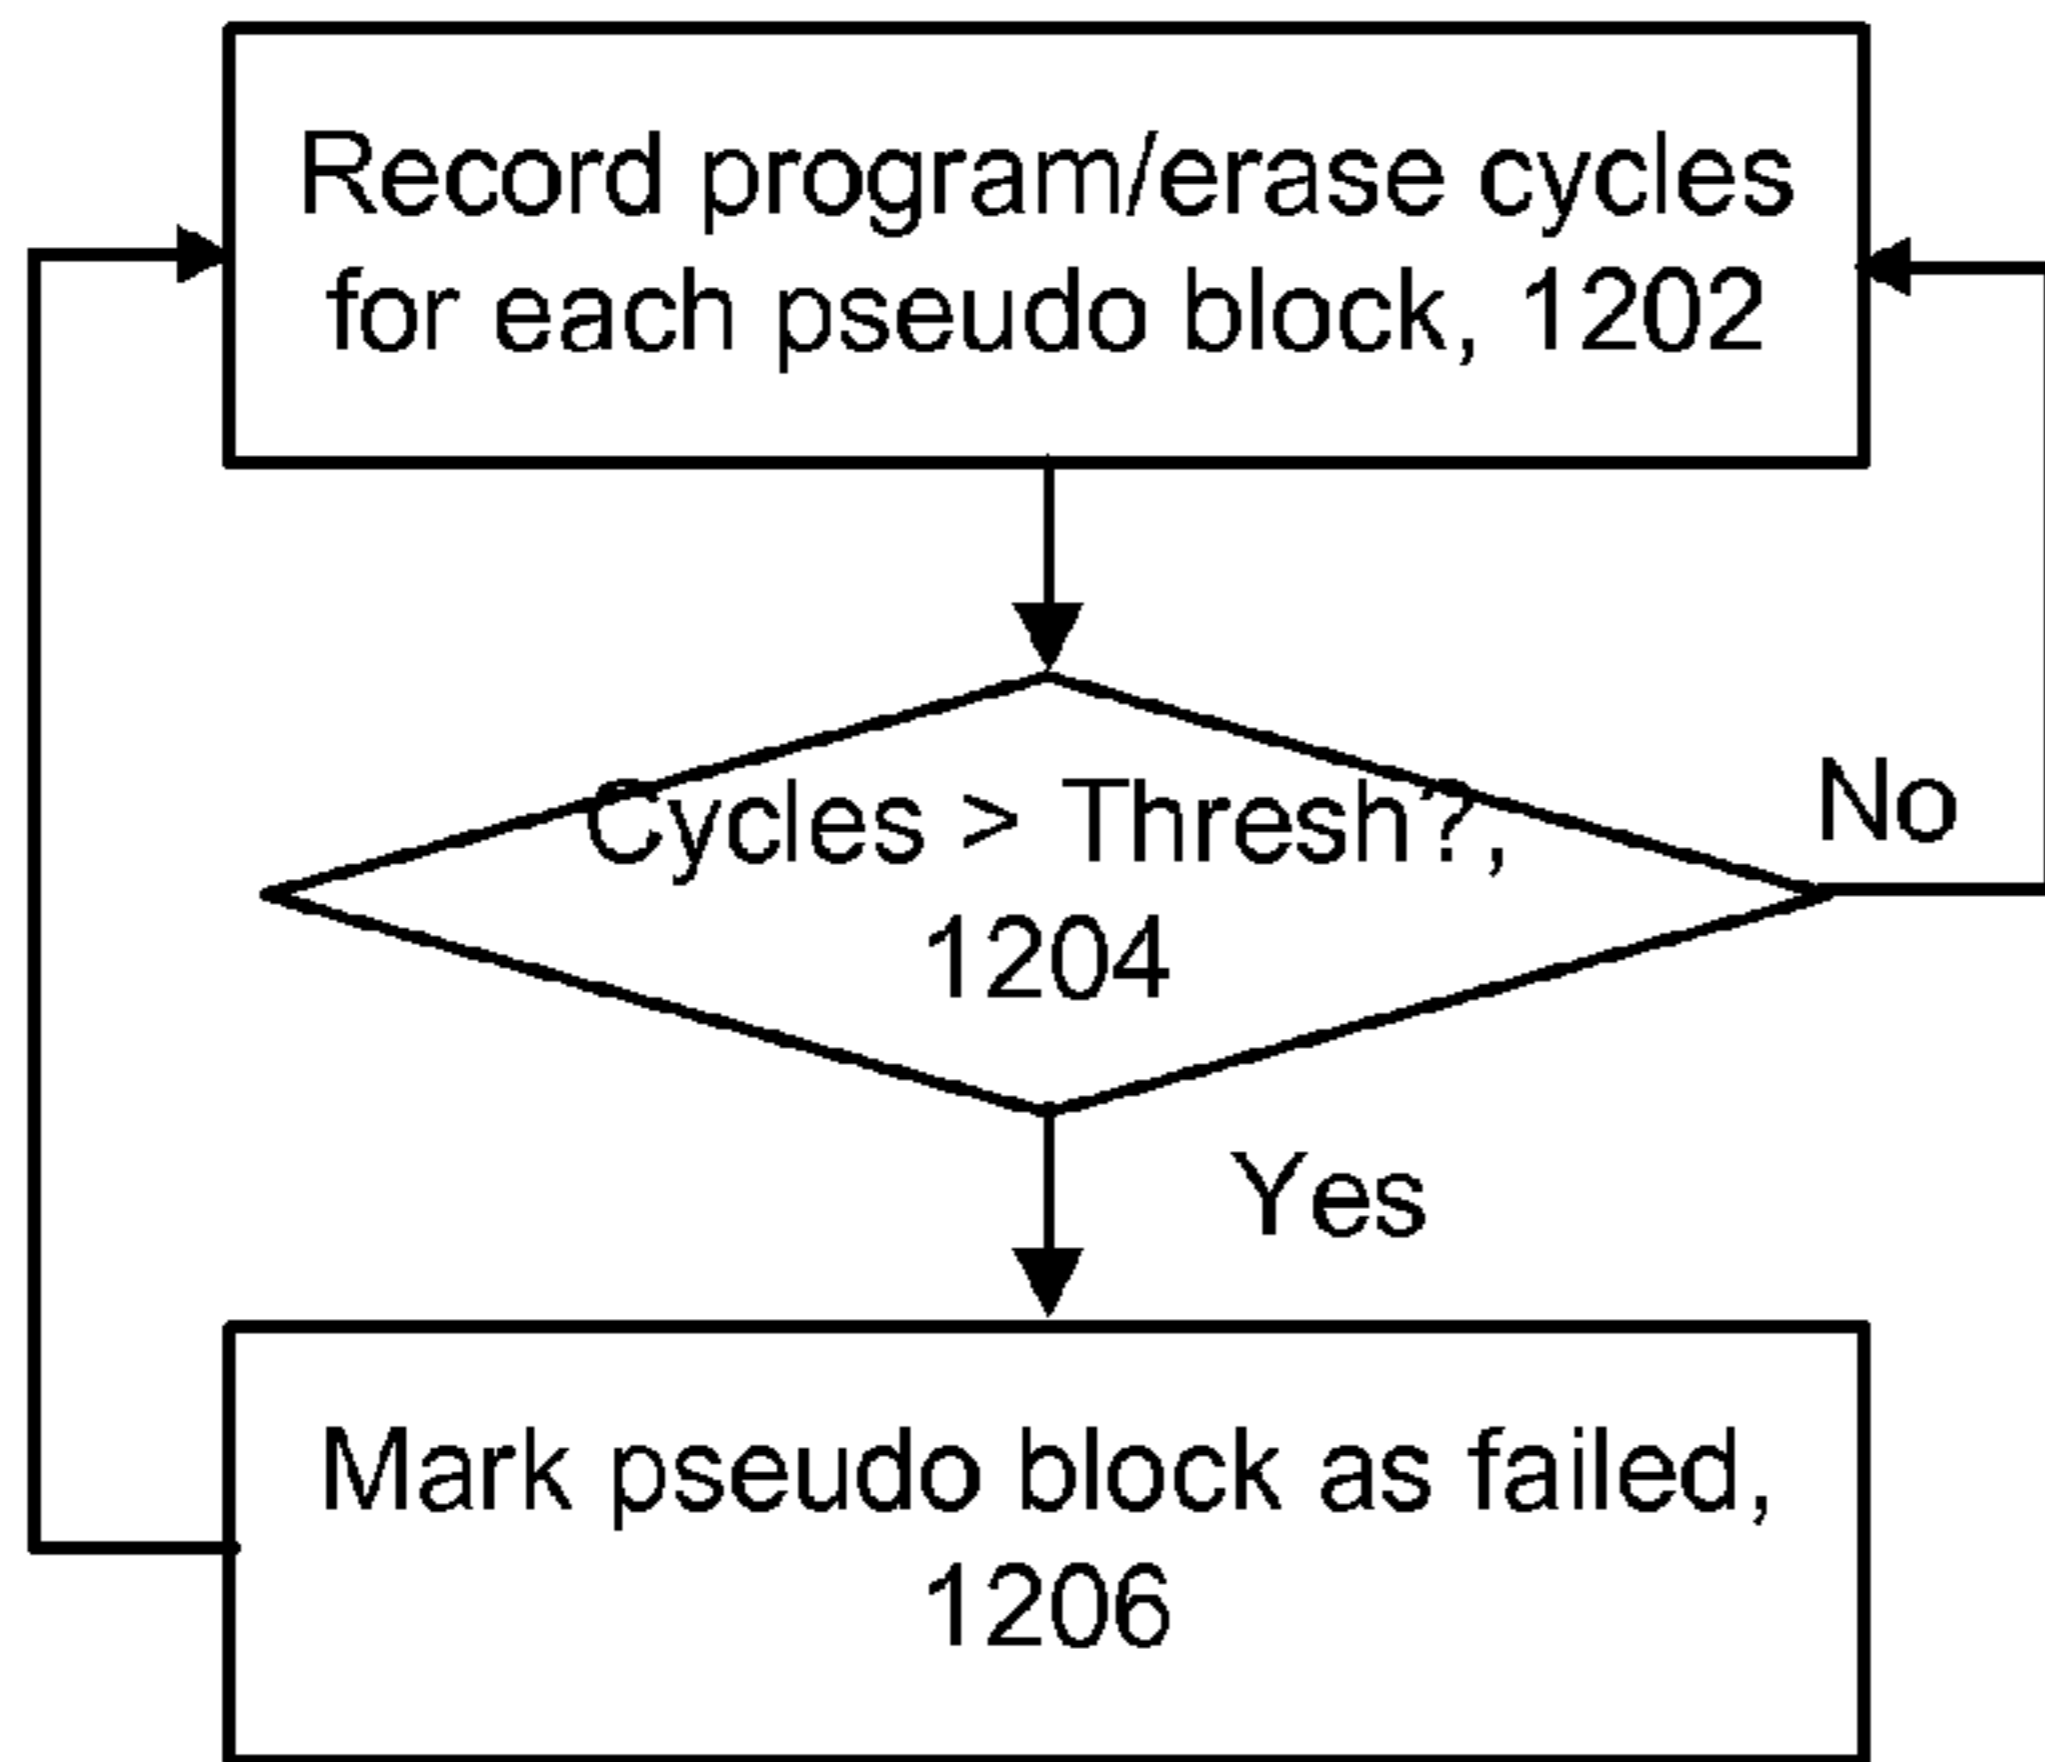 Record program/erase cycles
for each pseudo block, 1202
Cycles > Thresh?,
1204
No
Yes
Mark pseudo block as failed,
1206